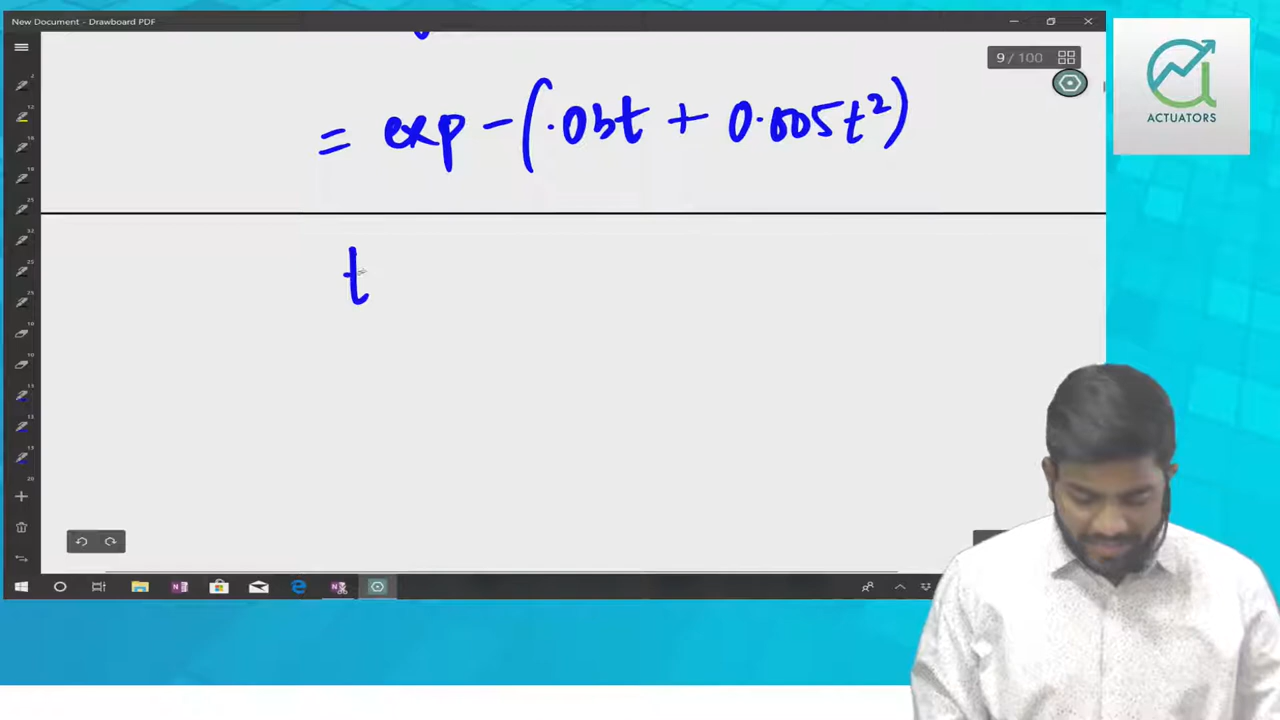 New Document - Drawboard PDF
9 / 100
= exp - (.03t + 0.005t²)
t
ACTUATORS